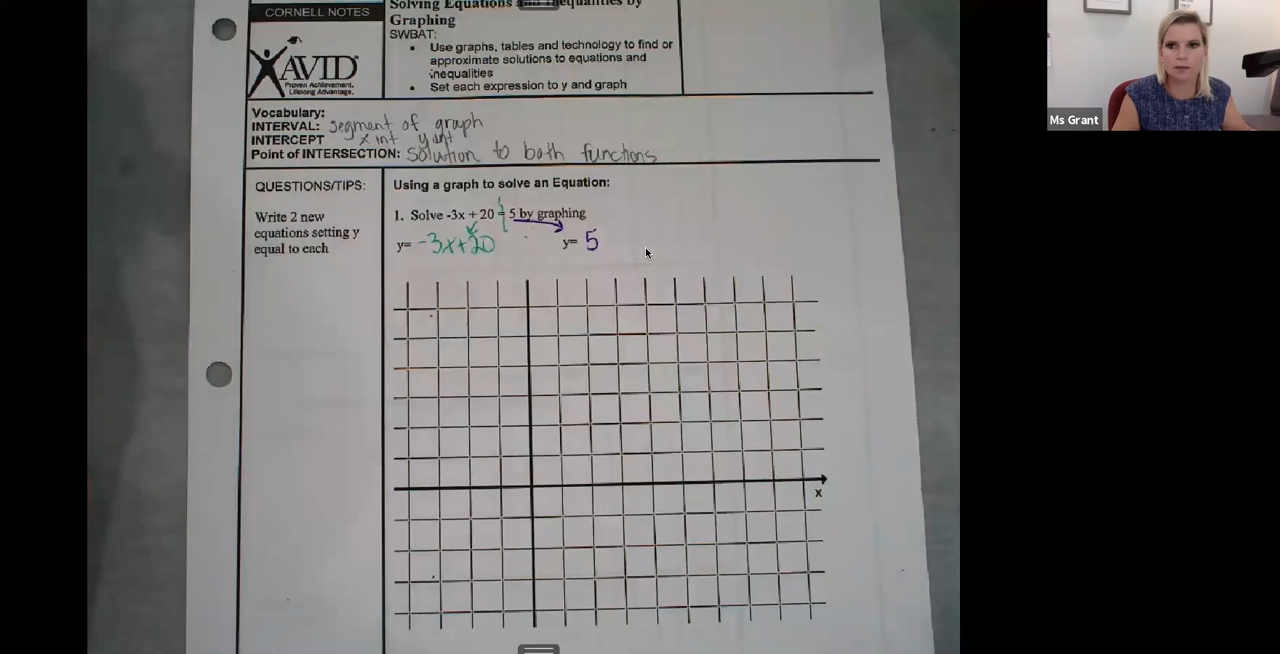 CORNELL NOTES
Solving Equations and Inequalities by
Graphing
SWBAT:
• Use graphs, tables and technology to find or
approximate solutions to equations and
inequalities
• Set each expression to y and graph
AVID
Proven Achievement.
Lifelong Advantage.
Vocabulary:
INTERVAL: segment of graph
INTERCEPT x int y int
Point of INTERSECTION: solution to both functions
QUESTIONS/TIPS:
Write 2 new
equations setting y
equal to each
Using a graph to solve an Equation:
1. Solve -3x + 20 = 5 by graphing
y= -3x+20 y= 5
x
Ms Grant